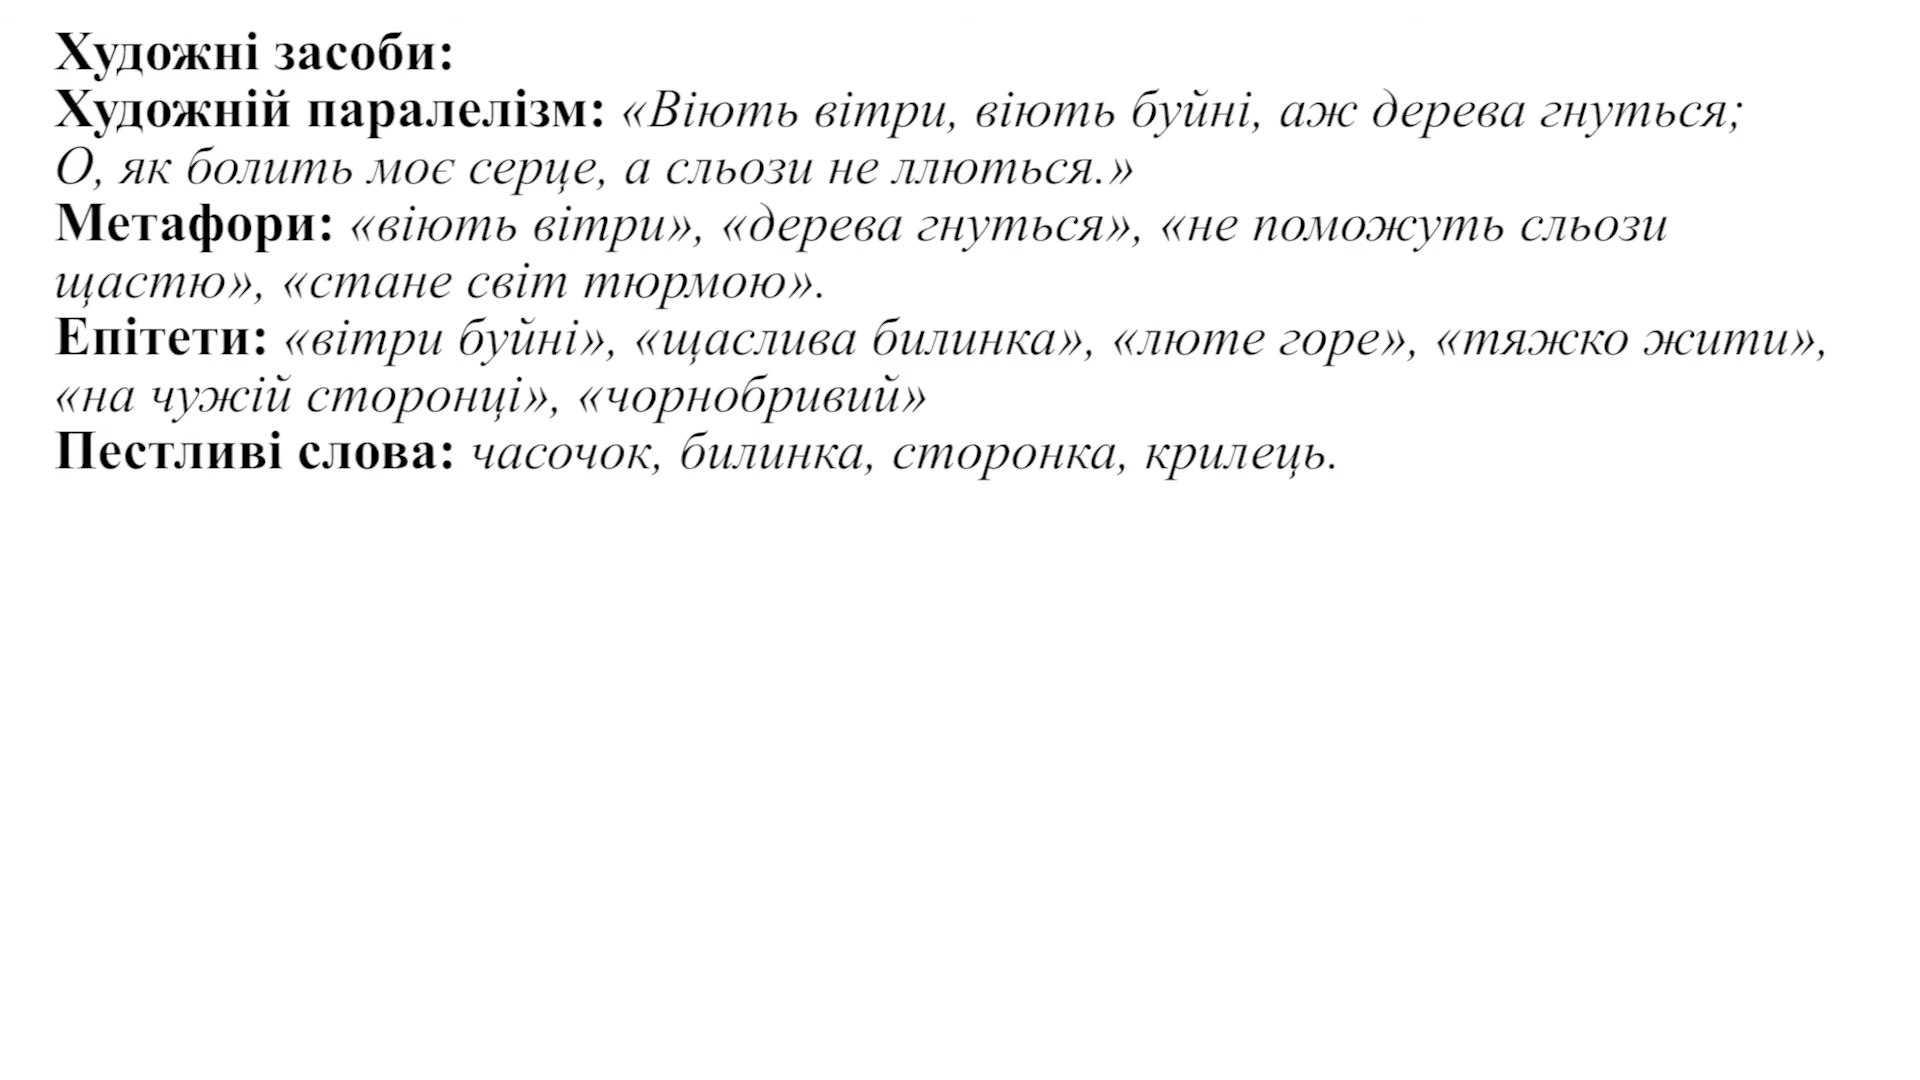 Художні засоби:
Художній паралелізм: «Віють вітри, віють буйні, аж дерева гнуться;
О, як болить моє серце, а сльози не ллються.»
Метафори: «віють вітри», «дерева гнуться», «не поможуть сльози
щастю», «стане світ тюрмою».
Епітети: «вітри буйні», «щаслива билинка», «люте горе», «тяжко жити»,
«на чужій сторонці», «чорнобривий»
Пестливі слова: часочок, билинка, сторонка, крилець.